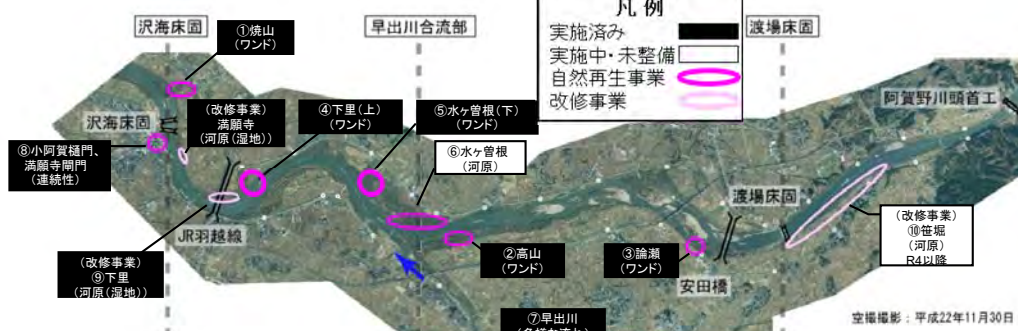 凡例
実施済み
実施中・未整備
自然再生事業
改修事業
沢海床固
早出川合流部
渡場床固
①焼山
(ワンド)
阿賀野川頭首工
沢海床固
(改修事業)
満願寺
(河原(湿地))
④下里(上)
(ワンド)
⑤水ヶ曽根(下)
(ワンド)
⑥水ヶ曽根
(河原)
⑧小阿賀樋門、
満願寺閘門
(連続性)
渡場床固
JR羽越線
(改修事業)
⑨下里
(河原(湿地))
②高山
(ワンド)
③論瀬
(ワンド)
安田橋
(改修事業)
⑩笹堀
(河原)
R4以降
⑦早出川
空撮撮影：平成22年11月30日